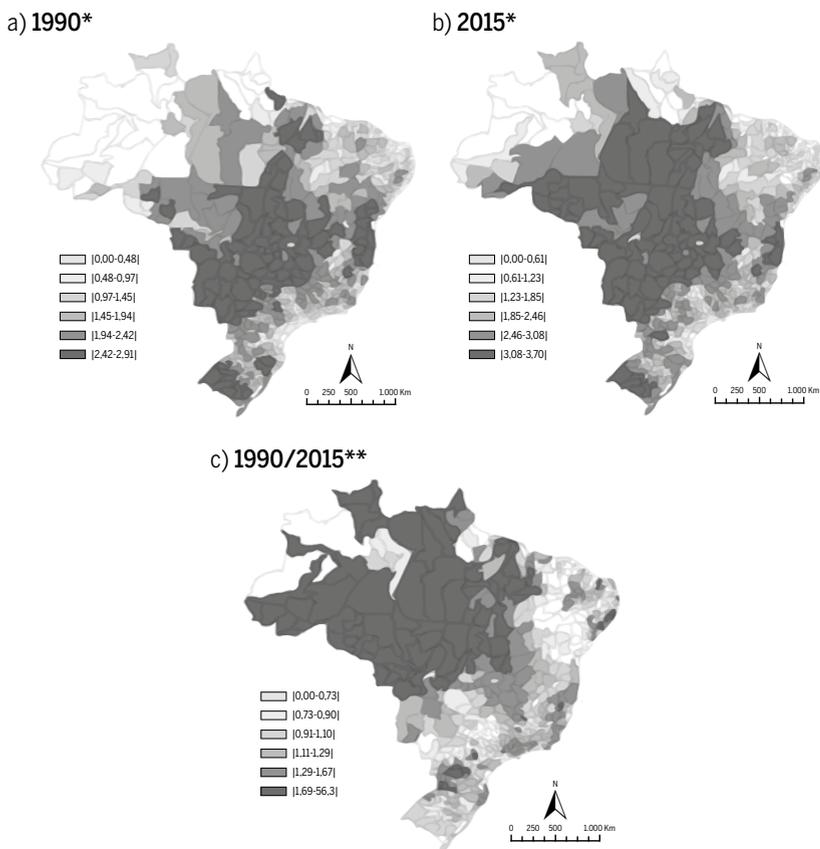 a) 1990*
b) 2015*
|0,00-0,48|
|0,48-0,97|
|0,97-1,45|
|1,45-1,94|
|1,94-2,42|
|2,42-2,91|
N
0 250 500 1.000 Km
|0,00-0,61|
|0,61-1,23|
|1,23-1,85|
|1,85-2,46|
|2,46-3,08|
|3,08-3,70|
N
0 250 500 1.000 Km
c) 1990/2015**
|0,00-0,73|
|0,73-0,90|
|0,91-1,10|
|1,11-1,29|
|1,29-1,67|
|1,69-56,3|
N
0 250 500 1.000 Km